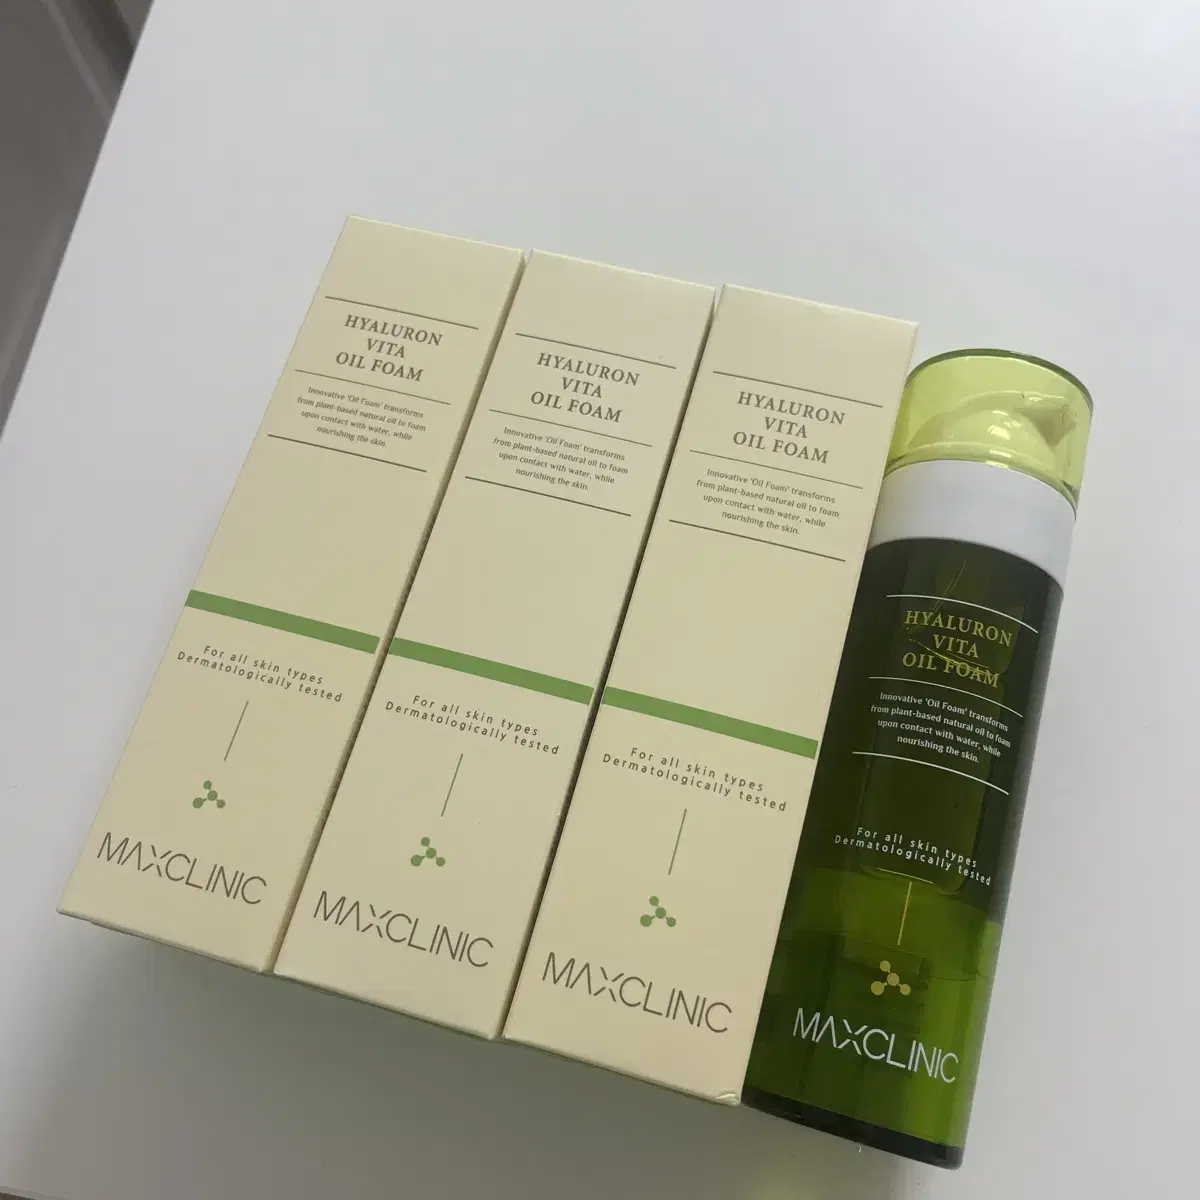 HYALURON
VITA
OIL FOAM
Innovative 'Oil Foam' transforms
from plant-based natural oil to foam
upon contact with water, while
nourishing the skin.
For all skin types
Dermatologically tested
MAXCLINIC
HYALURON
VITA
OIL FOAM
Innovative 'Oil Foam' transforms
from plant-based natural oil to foam
upon contact with water, while
nourishing the skin.
For all skin types
Dermatologically tested
MAXCLINIC
HYALURON
VITA
OIL FOAM
Innovative 'Oil Foam' transforms
from plant-based natural oil to foam
upon contact with water, while
nourishing the skin.
For all skin types
Dermatologically tested
MAXCLINIC
HYALURON
VITA
OIL FOAM
Innovative 'Oil Foam' transforms
from plant-based natural oil to foam
upon contact with water, while
nourishing the skin.
For all skin types
Dermatologically tested
MAXCLINIC